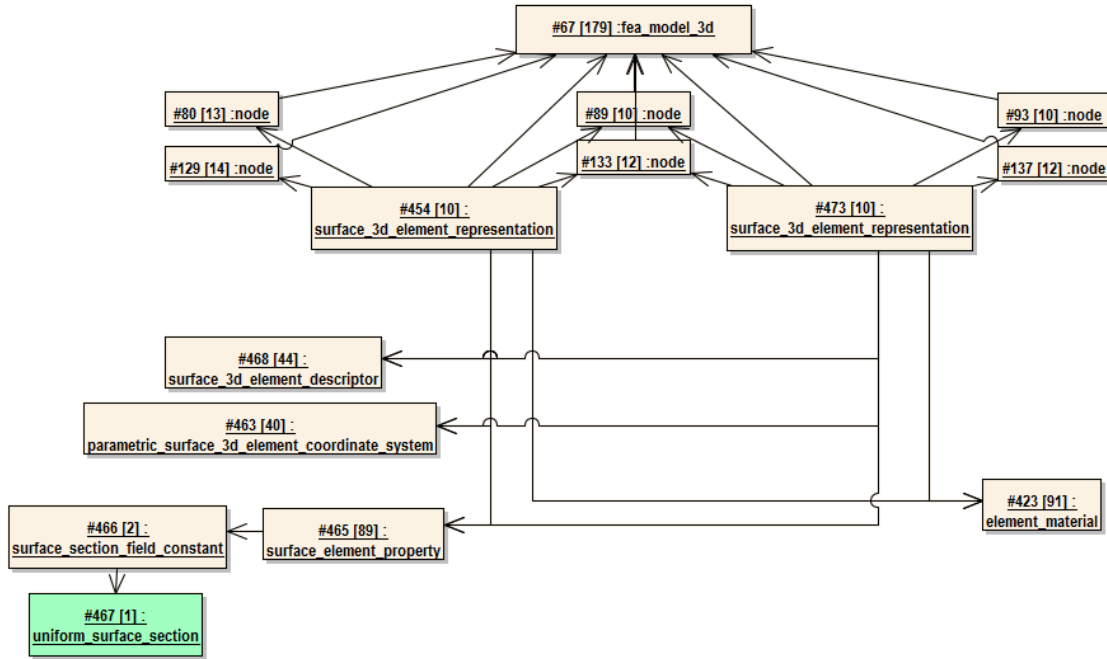 #67 [179] :fea_model_3d
#80 [13] :node
#89 [10] :node
#93 [10] :node
#129 [14] :node
#133 [12] :node
#137 [12] :node
#454 [10] :
surface_3d_element_representation
#473 [10] :
surface_3d_element_representation
#468 [44] :
surface_3d_element_descriptor
#463 [40] :
parametric_surface_3d_element_coordinate_system
#423 [91] :
element_material
#466 [2] :
surface_section_field_constant
#465 [89] :
surface_element_property
#467 [1] :
uniform_surface_section